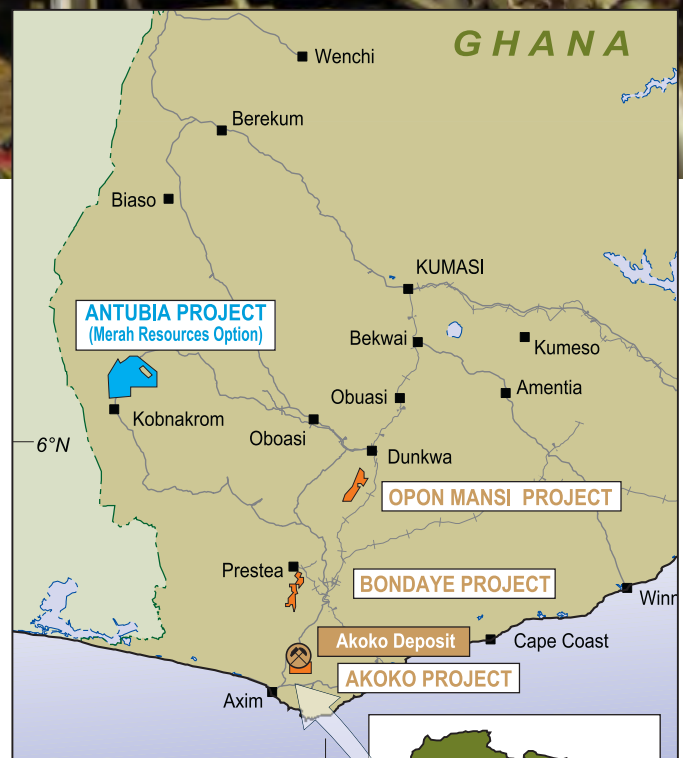 GHANA
Wenchi
Berekum
Biaso
KUMASI
ANTUBIA PROJECT
(Merah Resources Option)
Bekwai
Kumeso
Kobnakrom
Obuasi
Amentia
Oboasi
6°N
Dunkwa
OPON MANSI PROJECT
Prestea
BONDAYE PROJECT
Winn
Akoko Deposit
Cape Coast
AKOKO PROJECT
Axim